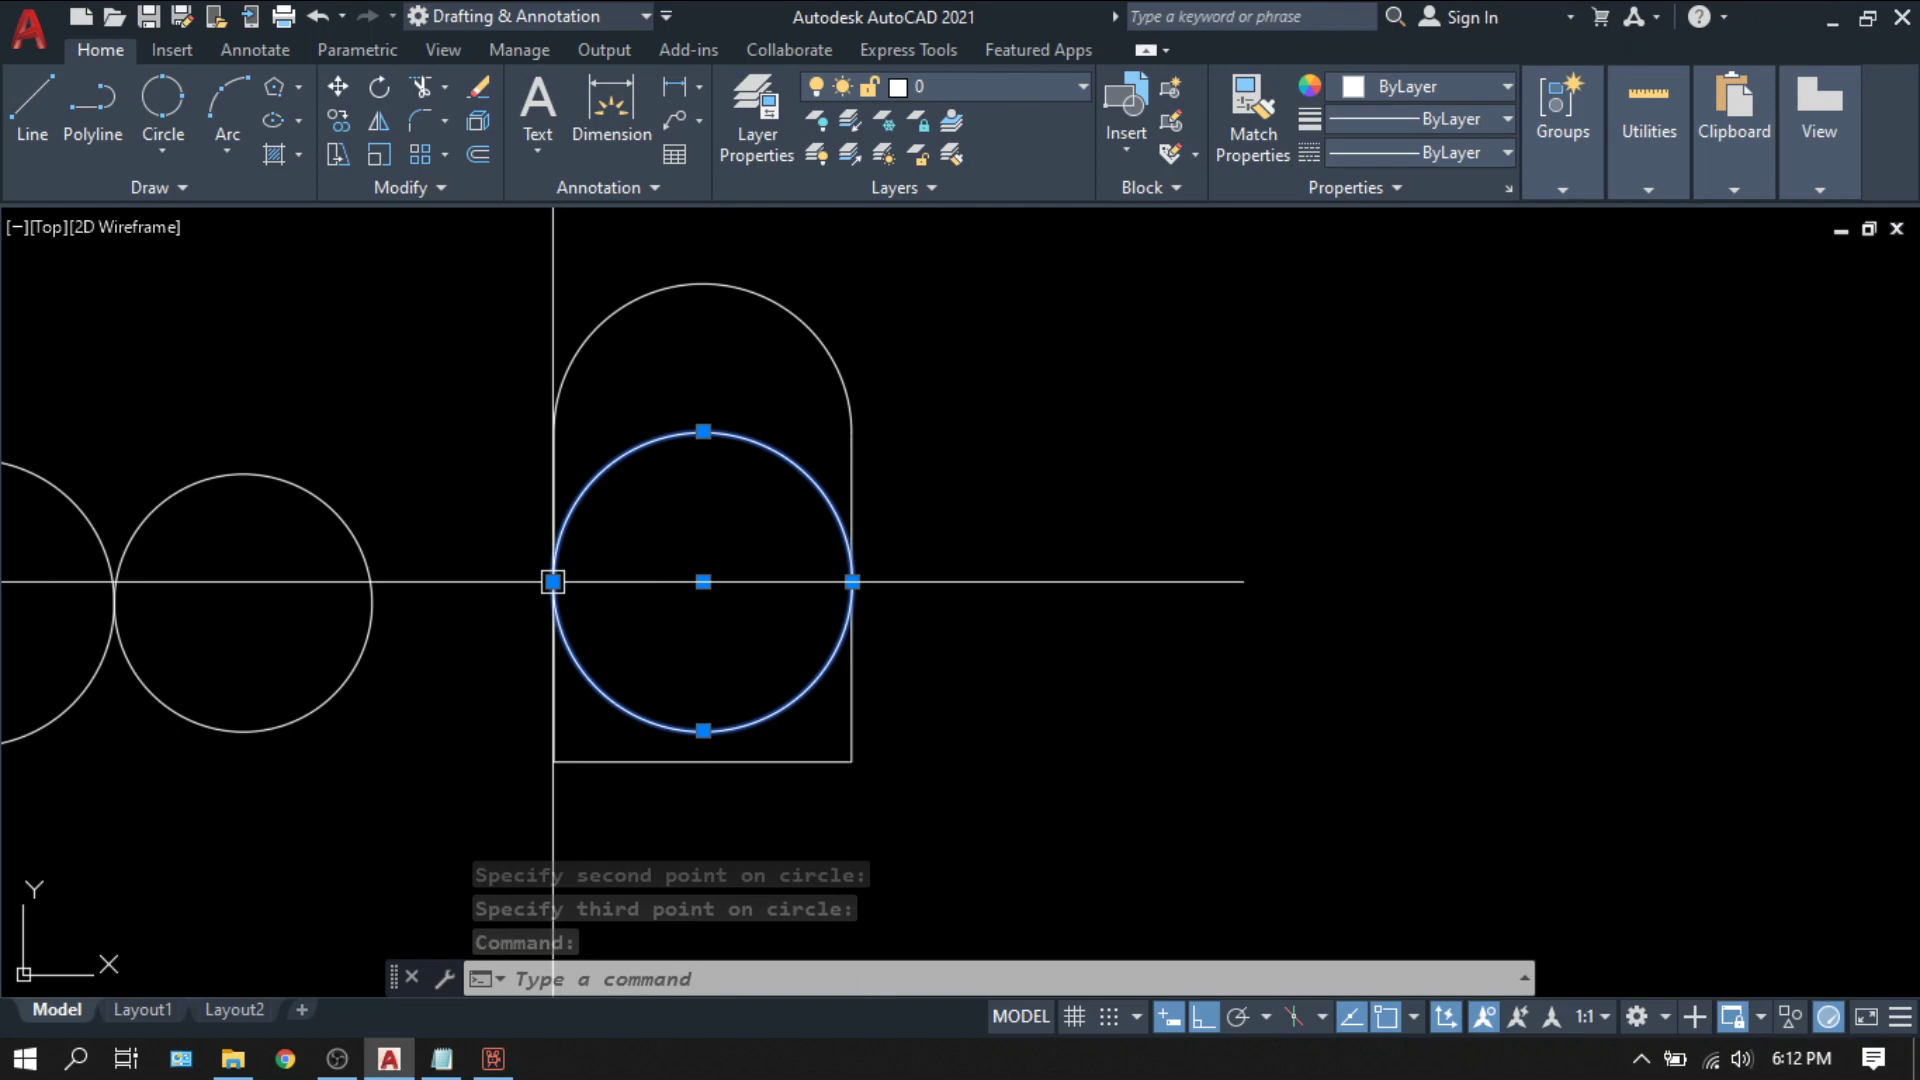 Drafting & Annotation
Autodesk AutoCAD 2021
Type a keyword or phrase
Sign In
Home Insert Annotate Parametric View Manage Output Add-ins Collaborate Express Tools Featured Apps
0
ByLayer
ByLayer
ByLayer
Line Polyline Circle Arc
Text Dimension
Layer Properties
Insert
Match Properties
Groups Utilities Clipboard View
Draw Modify Annotation Layers Block Properties
[−][Top][2D Wireframe]
Specify second point on circle:
Specify third point on circle:
Command:
Y
X
Type a command
Model Layout1 Layout2 +
MODEL
1:1
6:12 PM